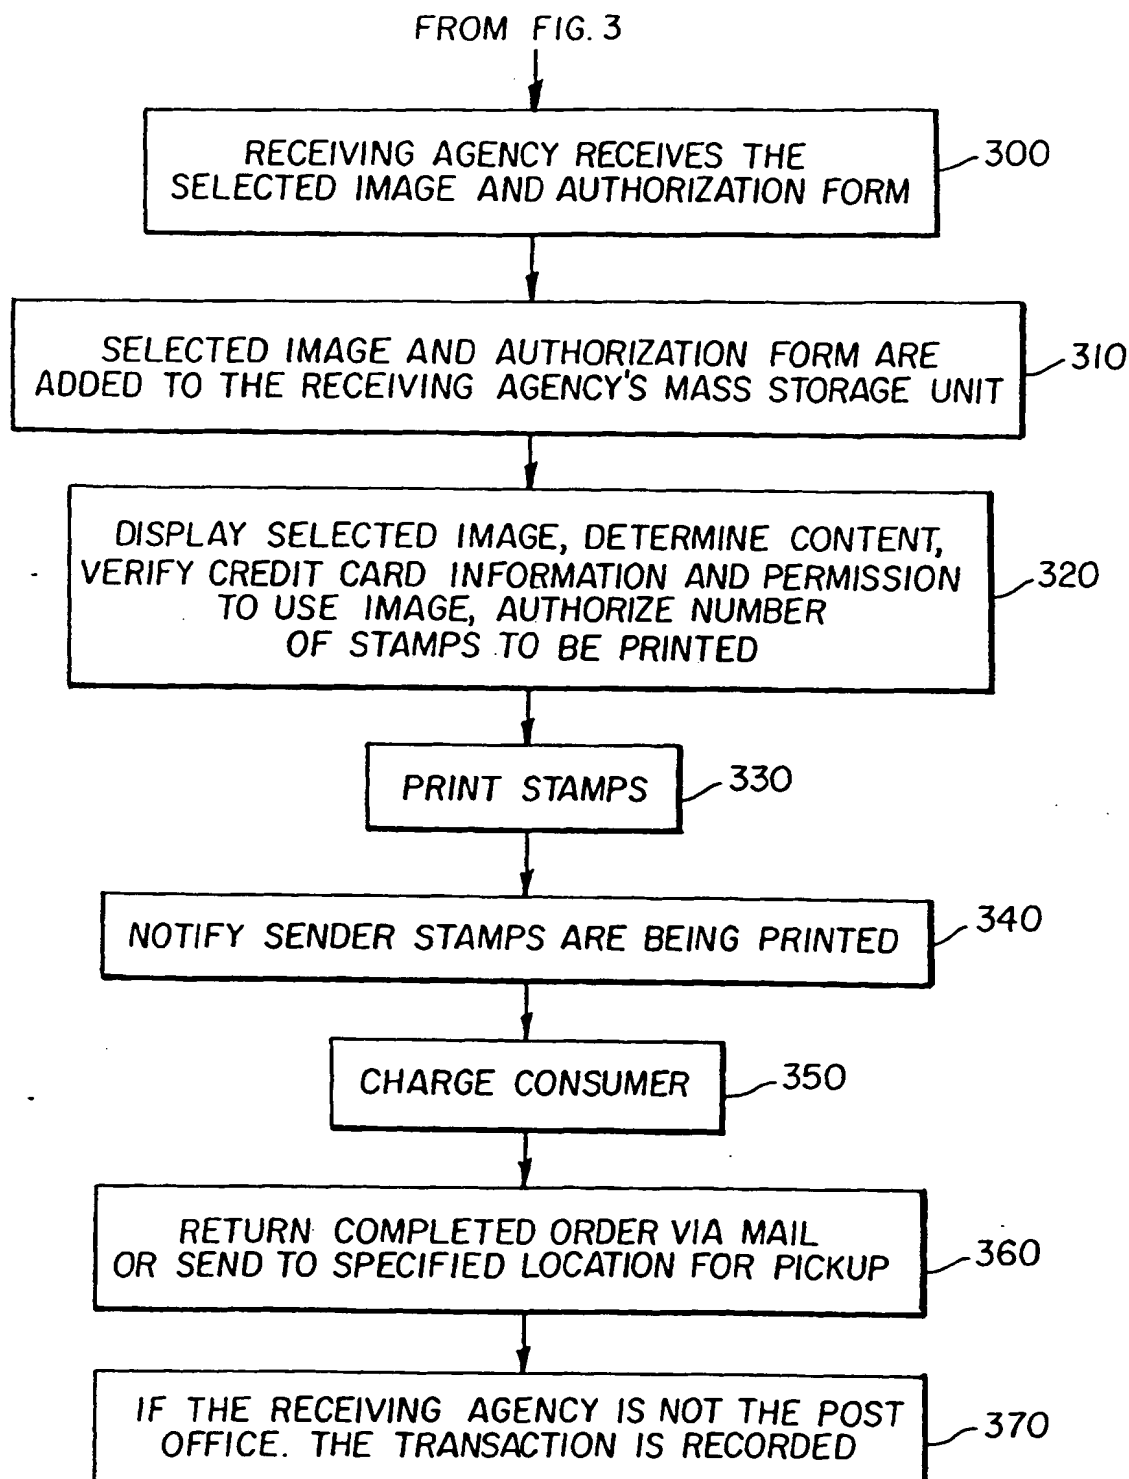 FROM FIG. 3
RECEIVING AGENCY RECEIVES THE
SELECTED IMAGE AND AUTHORIZATION FORM
300
SELECTED IMAGE AND AUTHORIZATION FORM ARE
ADDED TO THE RECEIVING AGENCY'S MASS STORAGE UNIT
310
DISPLAY SELECTED IMAGE, DETERMINE CONTENT,
VERIFY CREDIT CARD INFORMATION AND PERMISSION
TO USE IMAGE, AUTHORIZE NUMBER
OF STAMPS TO BE PRINTED
320
PRINT STAMPS
330
NOTIFY SENDER STAMPS ARE BEING PRINTED
340
CHARGE CONSUMER
350
RETURN COMPLETED ORDER VIA MAIL
OR SEND TO SPECIFIED LOCATION FOR PICKUP
360
IF THE RECEIVING AGENCY IS NOT THE POST
OFFICE. THE TRANSACTION IS RECORDED
370